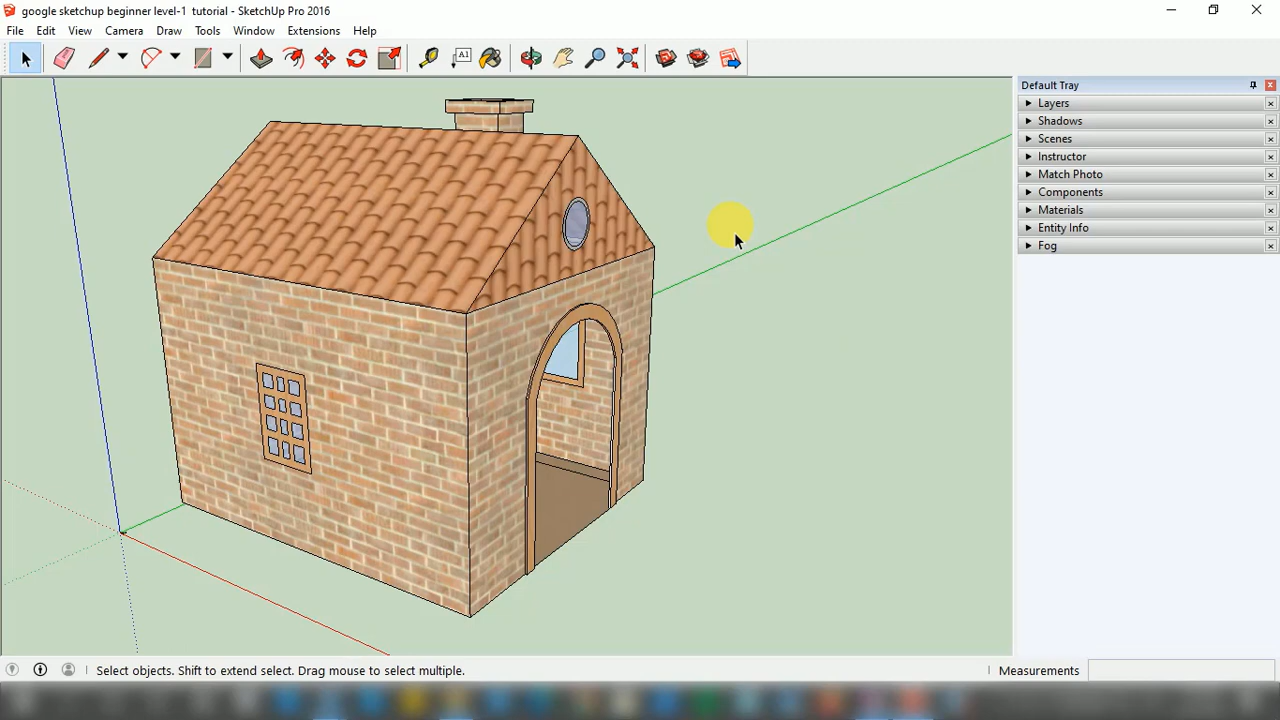 google sketchup beginner level-1 tutorial - SketchUp Pro 2016
File Edit View Camera Draw Tools Window Extensions Help
A1
Default Tray
Layers
Shadows
Scenes
Instructor
Match Photo
Components
Materials
Entity Info
Fog
Select objects. Shift to extend select. Drag mouse to select multiple.
Measurements